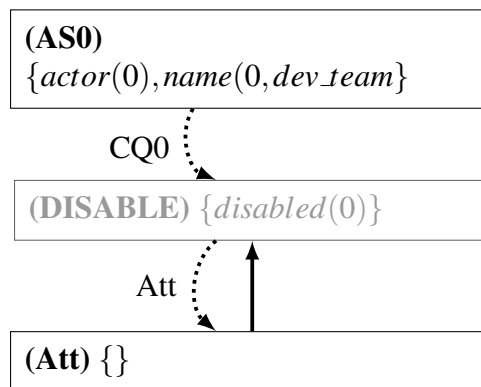 (AS0)
{actor(0), name(0, dev_team}
CQ0
(DISABLE) {disabled(0)}
Att
(Att) {}